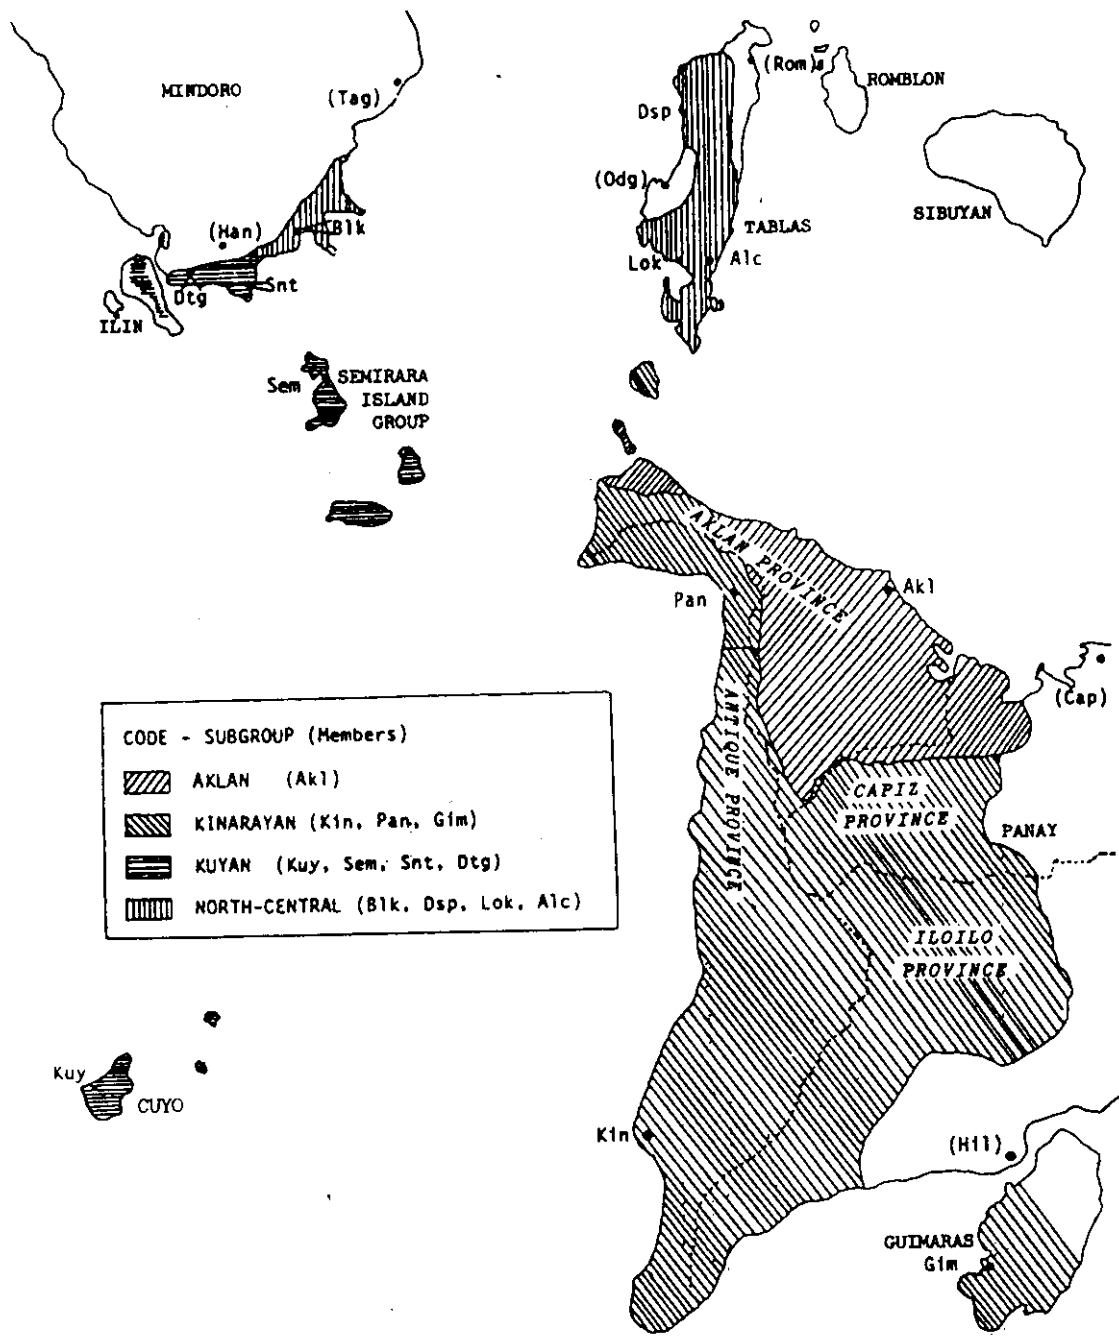 MINDORO
(Tag)
(Rom)
ROMBLON
Dsp
(Odg)
SIBUYAN
TABLAS
(Han)
Blk
Lok
Alc
Dtg
Snt
ILIN
Sem
SEMIRARA
ISLAND
GROUP
AKLAN PROVINCE
Pan
Akl
(Cap)
ANTIQUE PROVINCE
CODE - SUBGROUP (Members)
AKLAN (Akl)
KINARAYAN (Kin, Pan, Gim)
KUYAN (Kuy, Sem, Snt, Dtg)
NORTH-CENTRAL (Blk, Dsp, Lok, Alc)
CAPIZ
PROVINCE
PANAY
ILOILO
PROVINCE
Kuy
CUYO
Kin
(Hil)
GUIMARAS
Gim